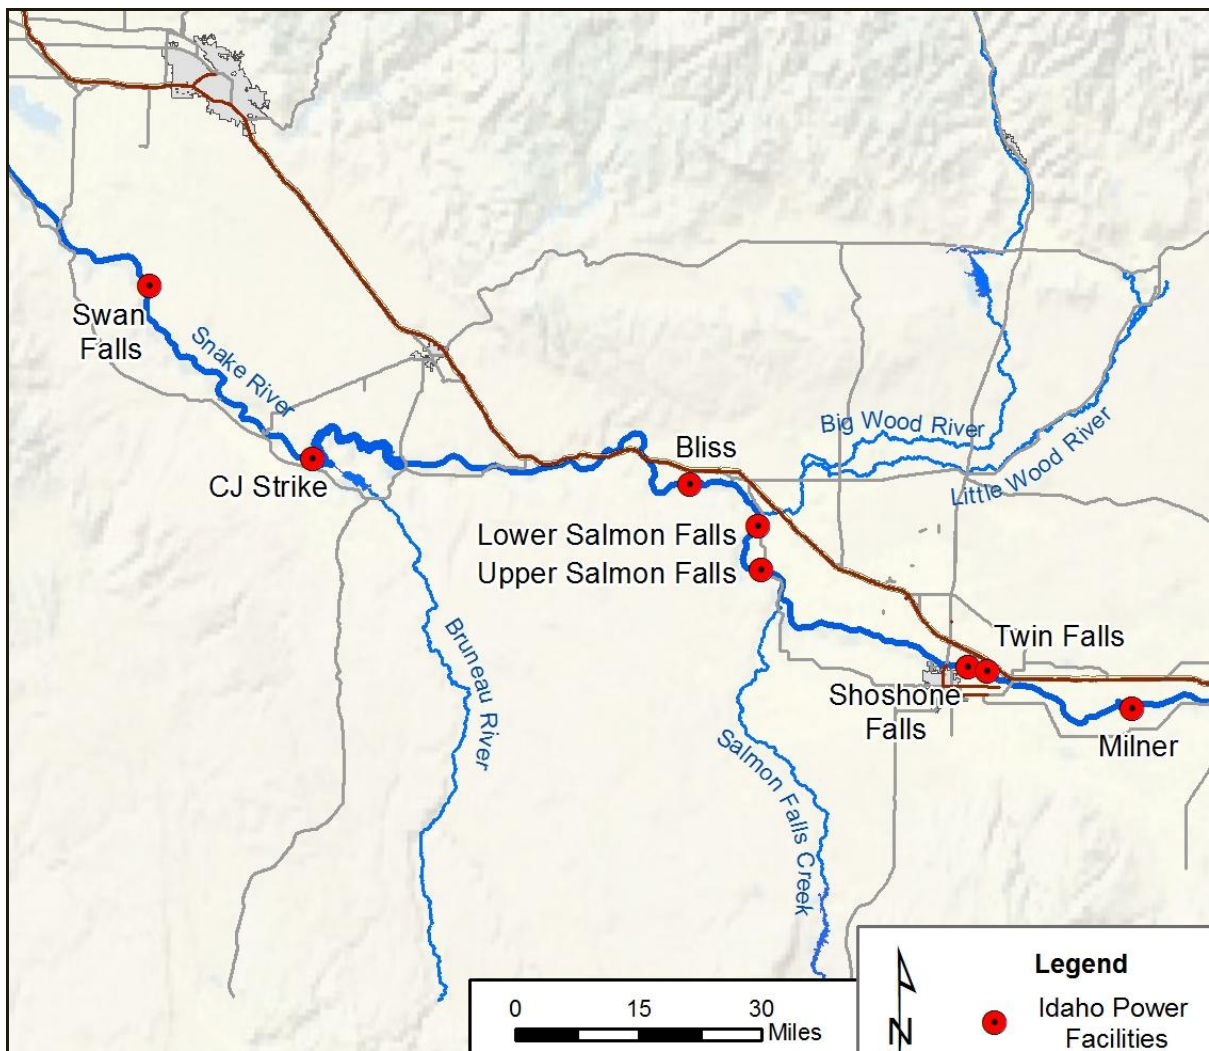 Swan
Falls
Snake River
CJ Strike
Bliss
Big Wood River
Little Wood River
Lower Salmon Falls
Upper Salmon Falls
Bruneau River
Twin Falls
Shoshone
Falls
Milner
Salmon Falls Creek
0 15 30
Miles
N
Legend
Idaho Power
Facilities